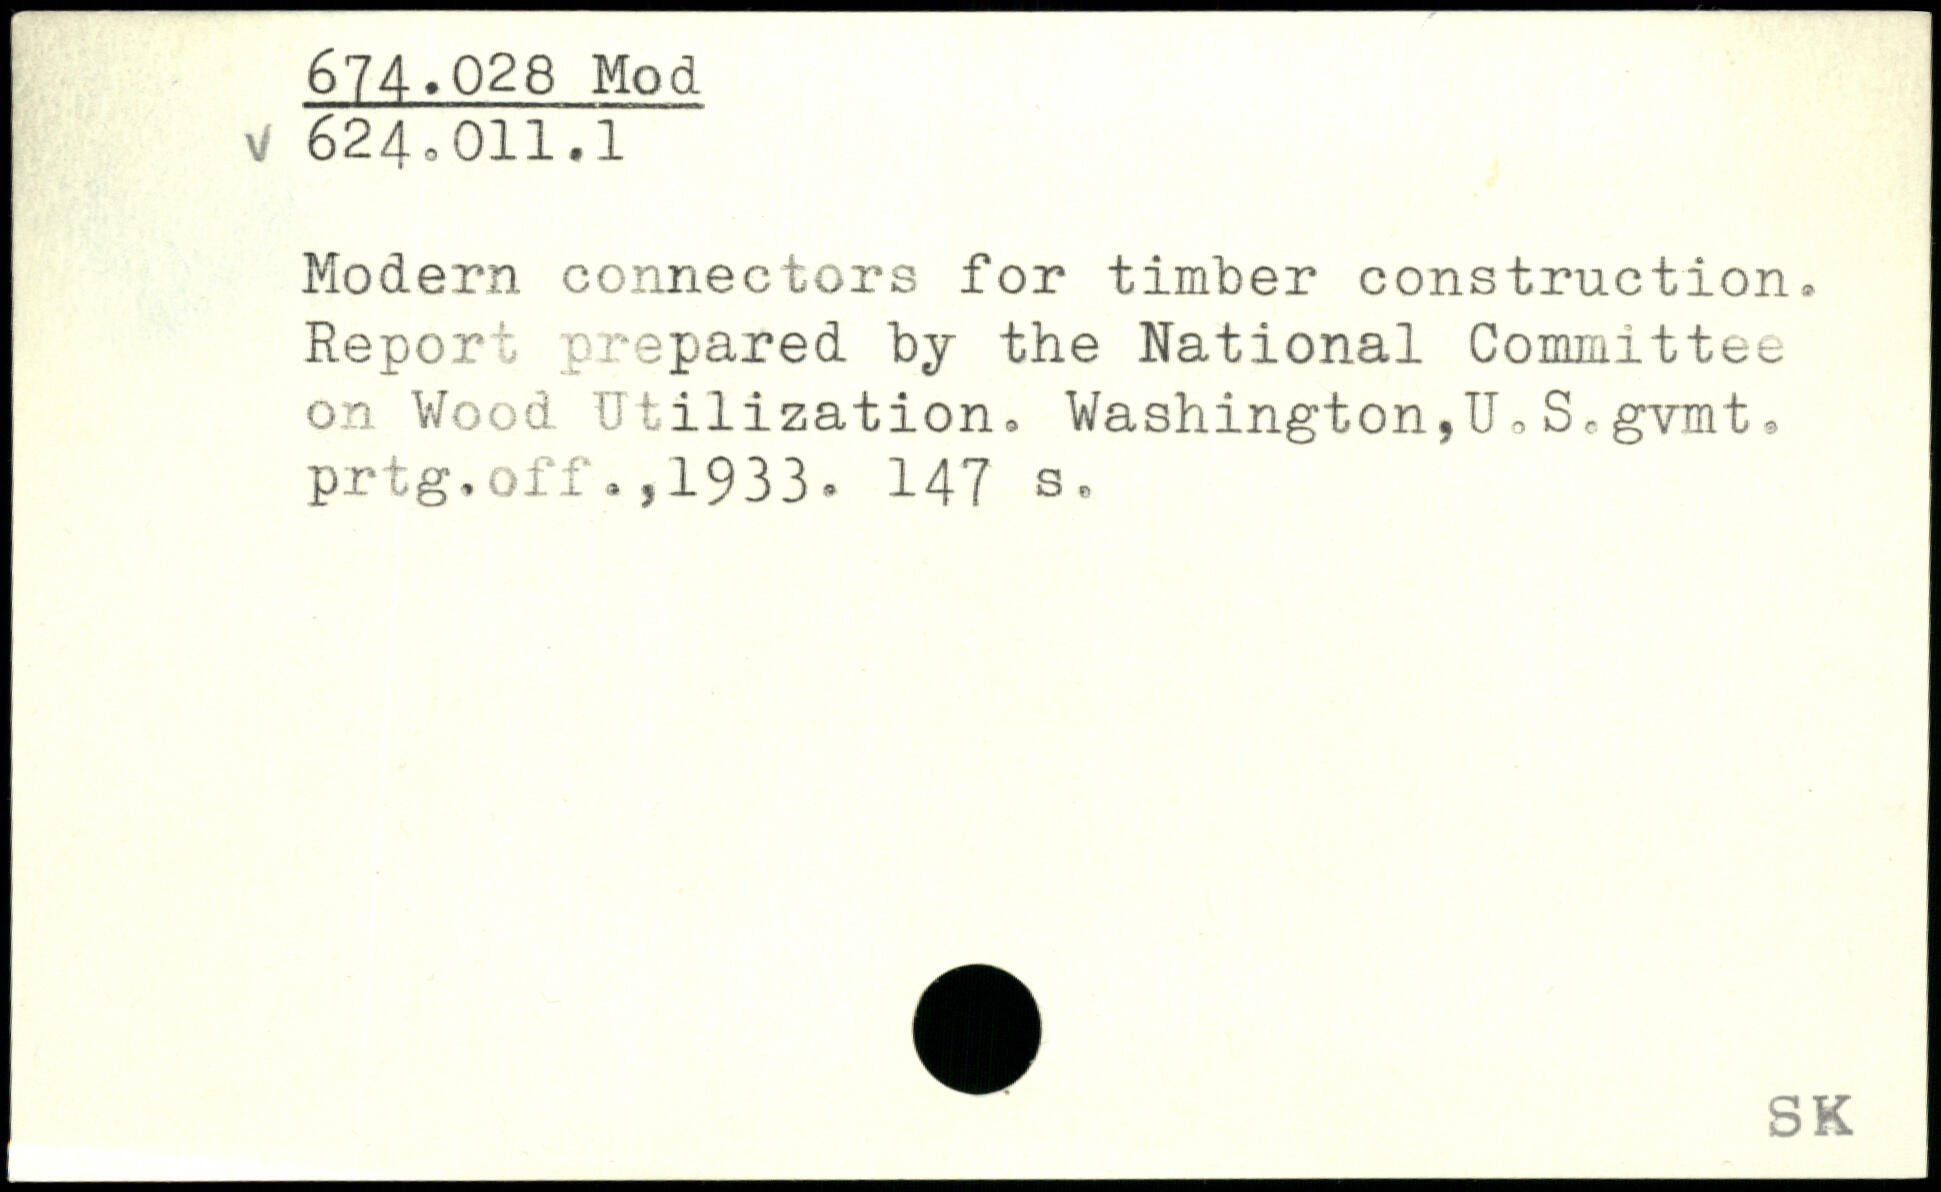 674.028 Mod
v 624.011.1
Modern connectors for timber construction.
Report prepared by the National Committee
on Wood Utilization. Washington,U.S.gvmt.
prtg.off.,1933. 147 s.
SK